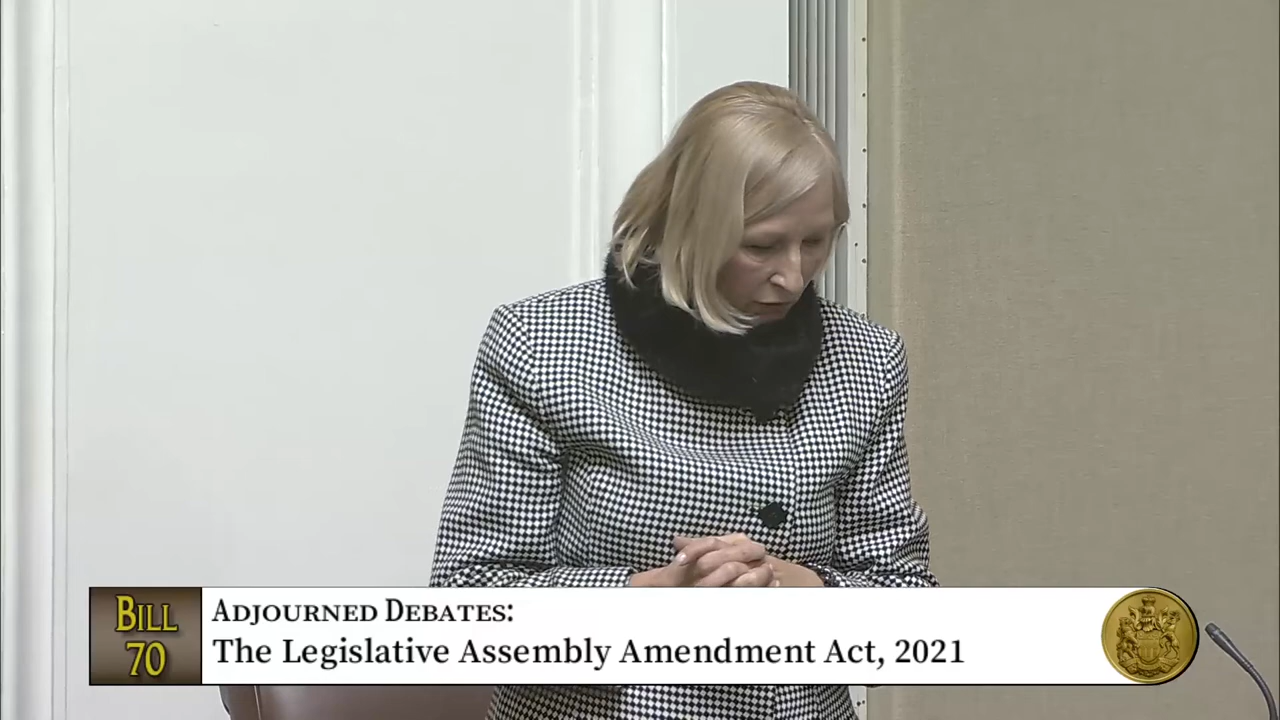 BILL
70
ADJOURNED DEBATES:
The Legislative Assembly Amendment Act, 2021